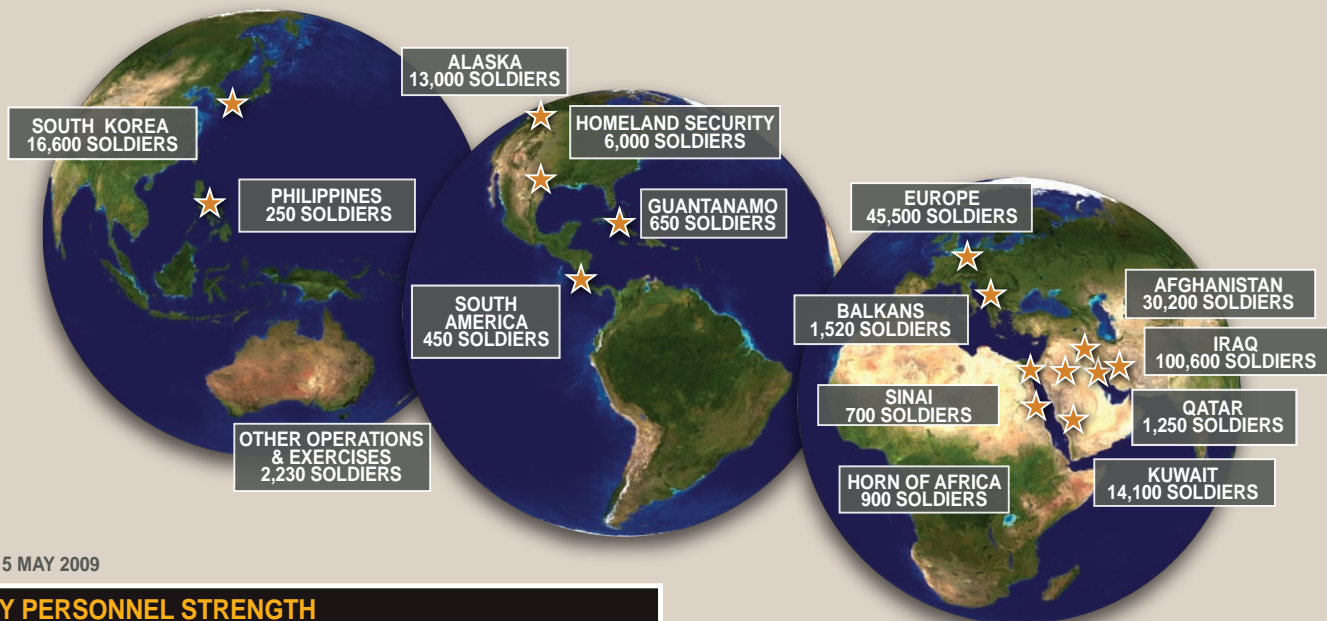 ALASKA
13,000 SOLDIERS
SOUTH KOREA
16,600 SOLDIERS
HOMELAND SECURITY
6,000 SOLDIERS
PHILIPPINES
250 SOLDIERS
GUANTANAMO
650 SOLDIERS
EUROPE
45,500 SOLDIERS
SOUTH
AMERICA
450 SOLDIERS
BALKANS
1,520 SOLDIERS
AFGHANISTAN
30,200 SOLDIERS
IRAQ
100,600 SOLDIERS
SINAI
700 SOLDIERS
QATAR
1,250 SOLDIERS
OTHER OPERATIONS
& EXERCISES
2,230 SOLDIERS
HORN OF AFRICA
900 SOLDIERS
KUWAIT
14,100 SOLDIERS
5 MAY 2009
Y PERSONNEL STRENGTH